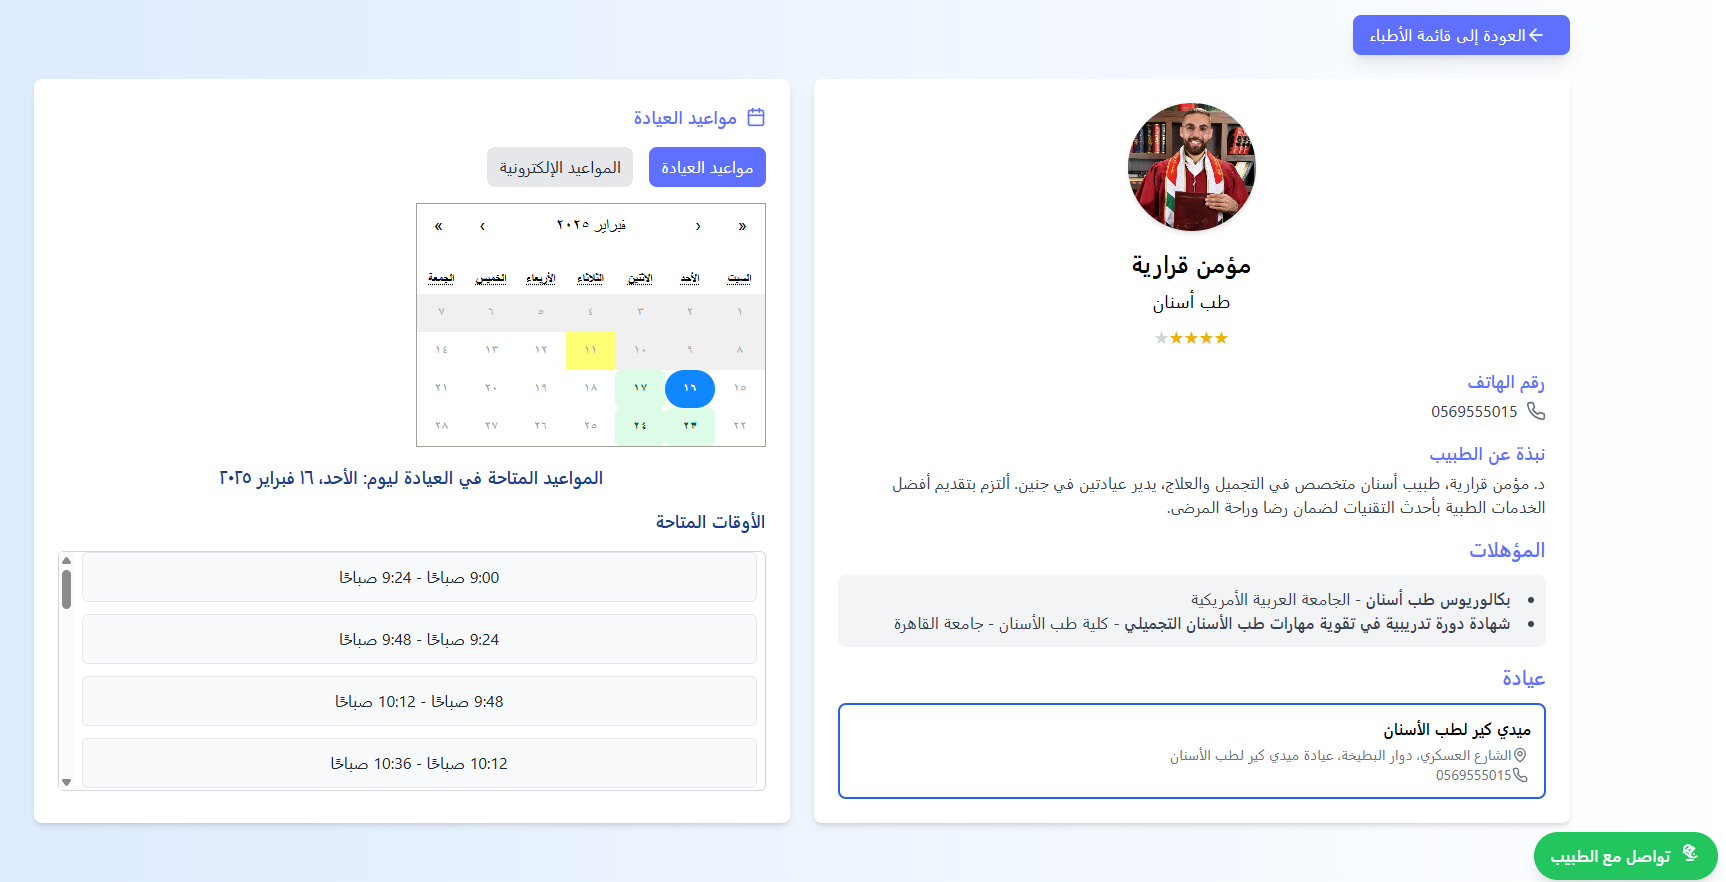 العودة إلى قائمة الأطباء
مؤمن قرارية
طب أسنان
رقم الهاتف
0569555015
نبذة عن الطبيب
د. مؤمن قرارية، طبيب أسنان متخصص في التجميل والعلاج، يدير عيادتين في جنين. ألتزم بتقديم أفضل
الخدمات الطبية بأحدث التقنيات لضمان رضا وراحة المرضى.
المؤهلات
• بكالوريوس طب أسنان - الجامعة العربية الأمريكية
• شهادة دورة تدريبية في تقوية مهارات طب الأسنان التجميلي - كلية طب الأسنان - جامعة القاهرة
عيادة
ميدي كير لطب الأسنان
الشارع العسكري، دوار البطيخة، عيادة ميدي كير لطب الأسنان
0569555015
مواعيد العيادة
مواعيد العيادة المواعيد الإلكترونية
« ‹ فبراير ٢٠٢٥ › »
السبت الأحد الاثنين الثلاثاء الأربعاء الخميس الجمعة
١ ٢ ٣ ٤ ٥ ٦ ٧
٨ ٩ ١٠ ١١ ١٢ ١٣ ١٤
١٥ ١٦ ١٧ ١٨ ١٩ ٢٠ ٢١
٢٢ ٢٣ ٢٤ ٢٥ ٢٦ ٢٧ ٢٨
المواعيد المتاحة في العيادة ليوم: الأحد، ١٦ فبراير ٢٠٢٥
الأوقات المتاحة
9:00 صباحًا - 9:24 صباحًا
9:24 صباحًا - 9:48 صباحًا
9:48 صباحًا - 10:12 صباحًا
10:12 صباحًا - 10:36 صباحًا
تواصل مع الطبيب